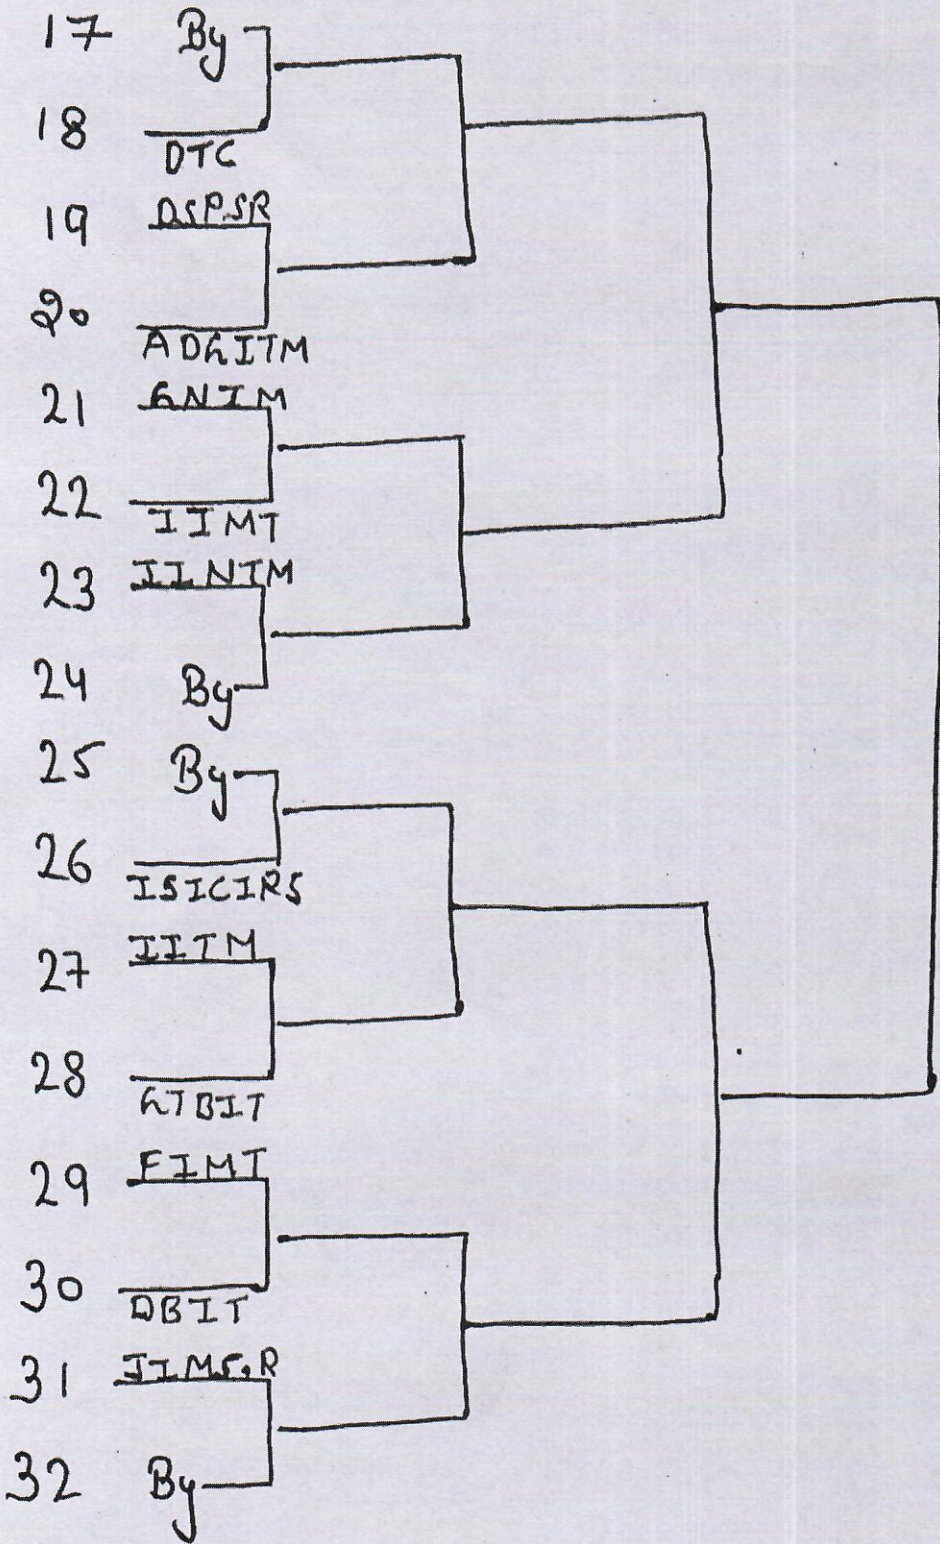 17 By
18 DTC
19 DSPSR
20 ADGITM
21 GNIM
22 IIMT
23 IINIM
24 By
25 By
26 ISICIRS
27 IITM
28 GTBIT
29 FIMT
30 DBIT
31 JIMS.R
32 By